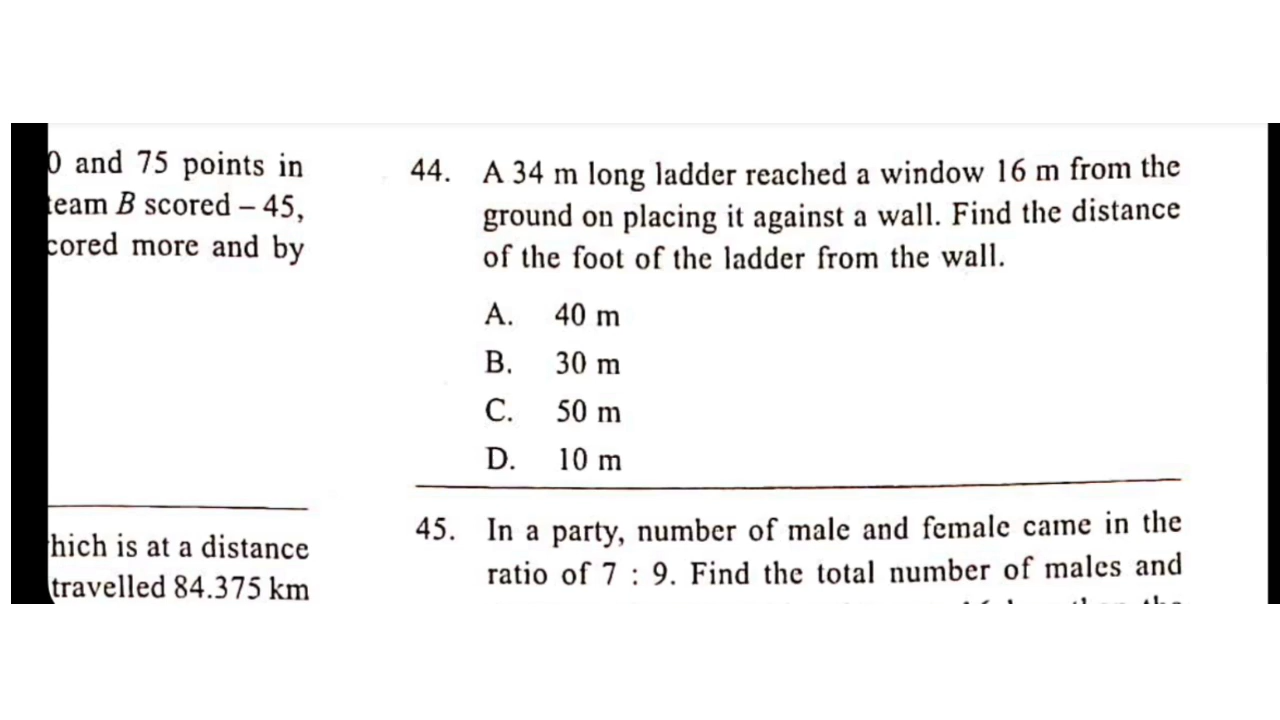 0 and 75 points in
team B scored – 45,
scored more and by
hich is at a distance
travelled 84.375 km
44. A 34 m long ladder reached a window 16 m from the
ground on placing it against a wall. Find the distance
of the foot of the ladder from the wall.
A. 40 m
B. 30 m
C. 50 m
D. 10 m
45. In a party, number of male and female came in the
ratio of 7 : 9. Find the total number of males and